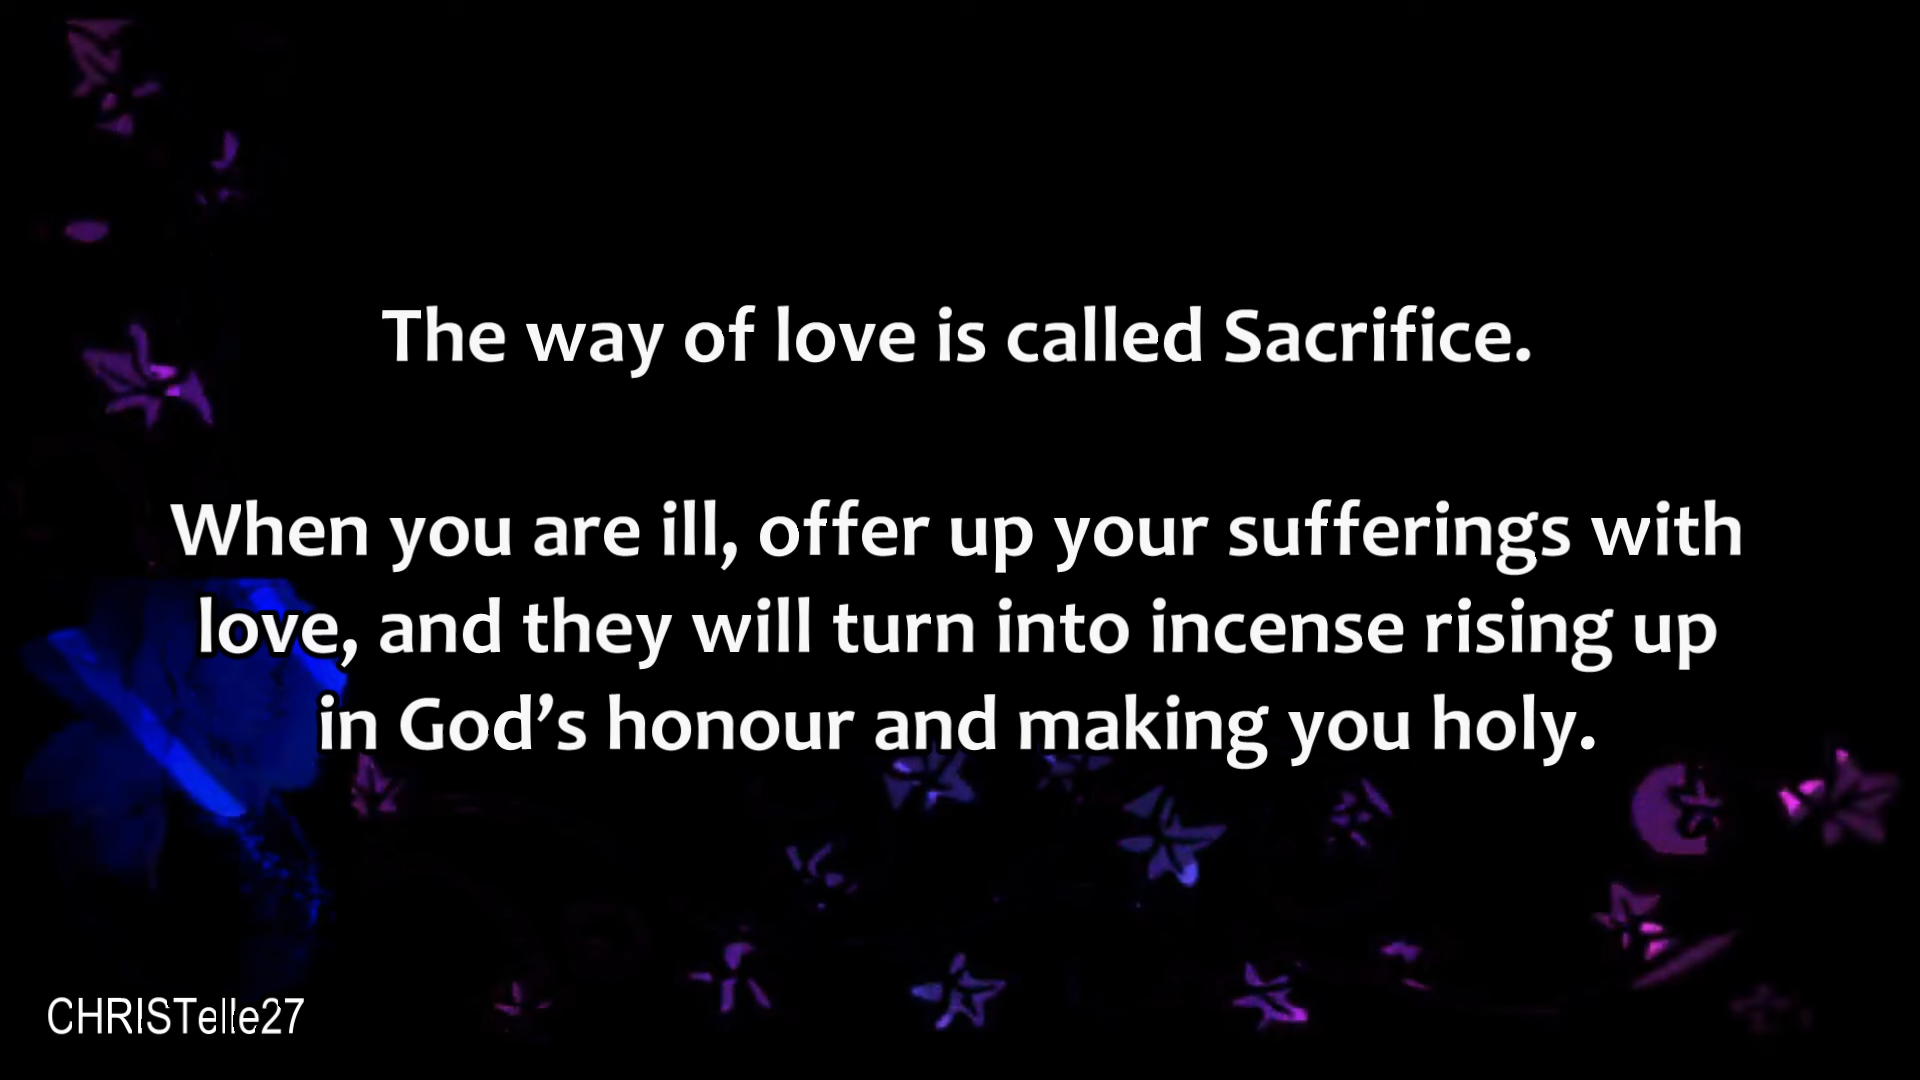 The way of love is called Sacrifice.
When you are ill, offer up your sufferings with
love, and they will turn into incense rising up
in God’s honour and making you holy.
CHRISTelle27